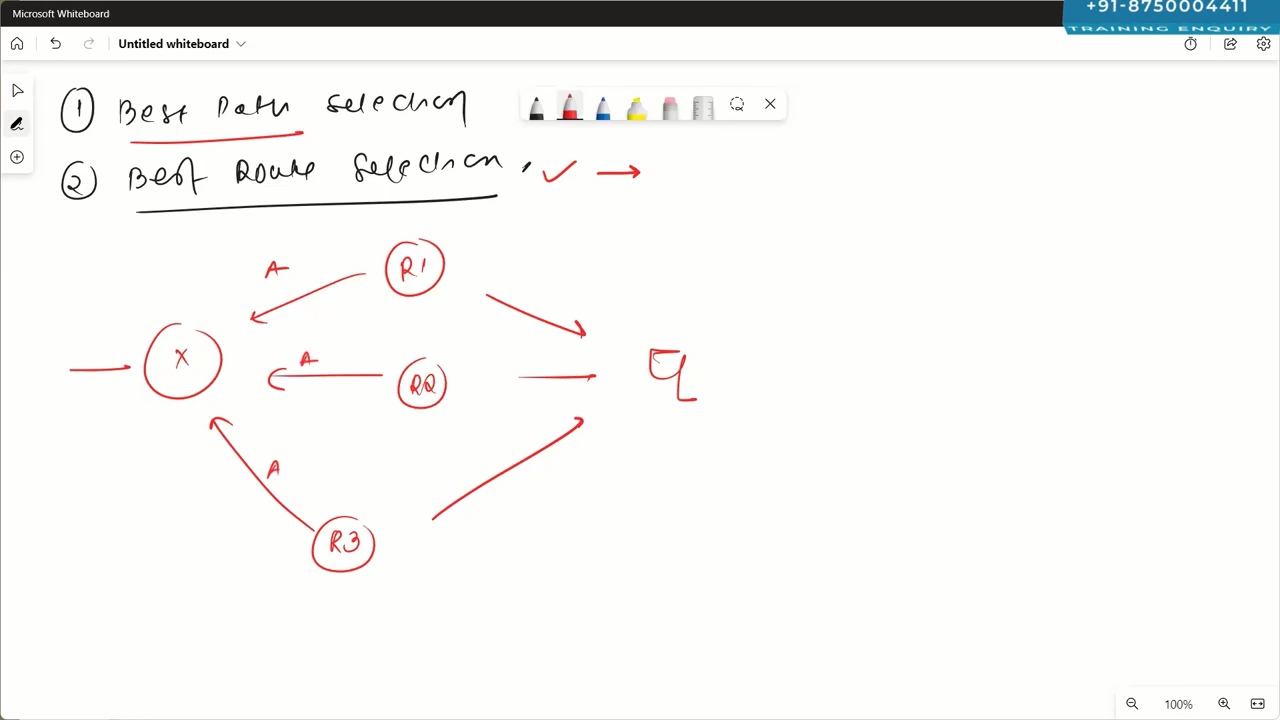 +91-8750004411
Microsoft Whiteboard
TRAINING ENQUIRY
Untitled whiteboard
① Best Path Selection
② Best Route Selection.
A R1
X A R2
A
R3
100%